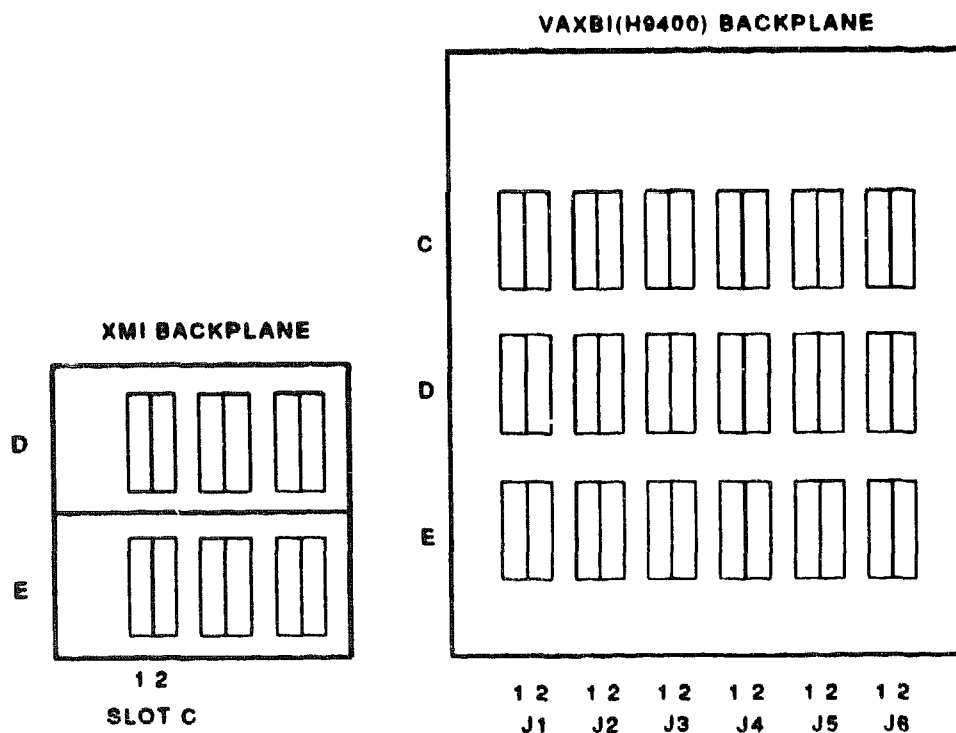 VAXBI(H9400) BACKPLANE
C
XMI BACKPLANE
D
D
E
E
1 2
SLOT C
1 2 1 2 1 2 1 2 1 2 1 2
J1 J2 J3 J4 J5 J6